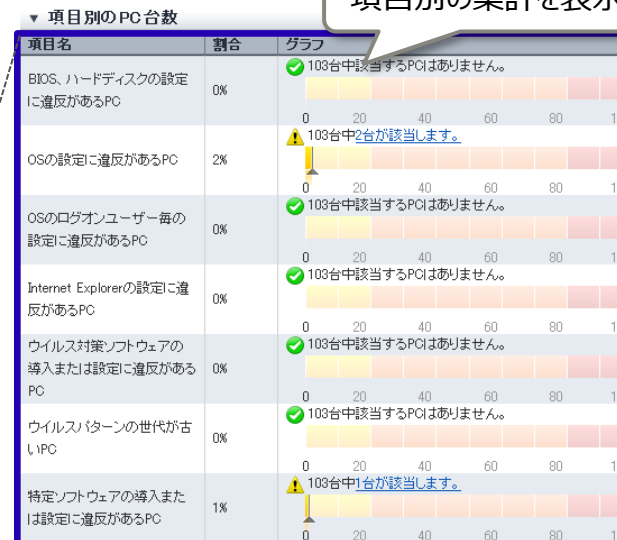 項目別の集計を表示
▼ 項目別のPC台数
項目名 割合 グラフ
BIOS、ハードディスクの設定
に違反があるPC
0%
103台中該当するPCはありません。
0 20 40 60 80 1
OSの設定に違反があるPC
2%
103台中2台が該当します。
0 20 40 60 80 1
OSのログオンユーザー毎の
設定に違反があるPC
0%
103台中該当するPCはありません。
0 20 40 60 80 1
Internet Explorerの設定に違
反があるPC
0%
103台中該当するPCはありません。
0 20 40 60 80 1
ウイルス対策ソフトウェアの
導入または設定に違反がある
PC
0%
103台中該当するPCはありません。
0 20 40 60 80 1
ウイルスパターンの世代が古
いPC
0%
103台中該当するPCはありません。
0 20 40 60 80 1
特定ソフトウェアの導入また
は設定に違反があるPC
1%
103台中1台が該当します。
0 20 40 60 80 1